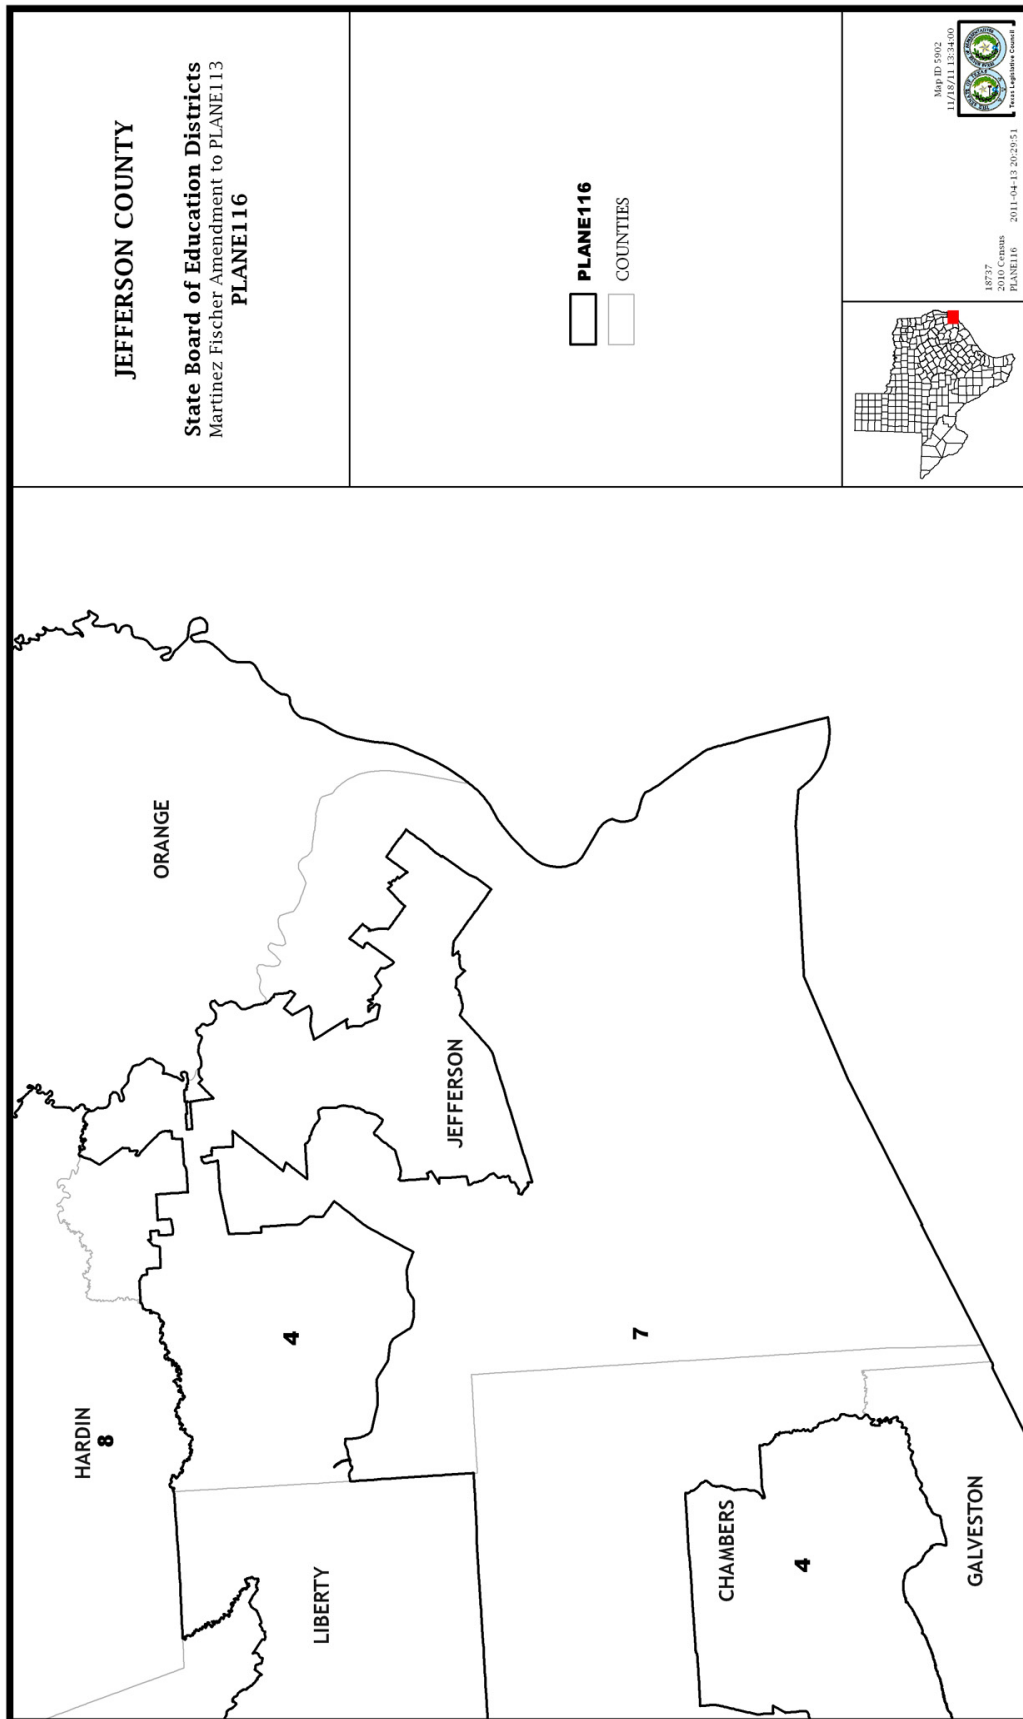 JEFFERSON COUNTY
State Board of Education Districts
Martinez Fischer Amendment to PLANE113
PLANE116
PLANE116
COUNTIES
Map ID 5902
11/18/11 13:34:00
Texas Legislative Council
18737
2010 Census
PLANE116 2011-04-13 20:29:51
HARDIN
8
ORANGE
4
LIBERTY
JEFFERSON
7
CHAMBERS
4
GALVESTON